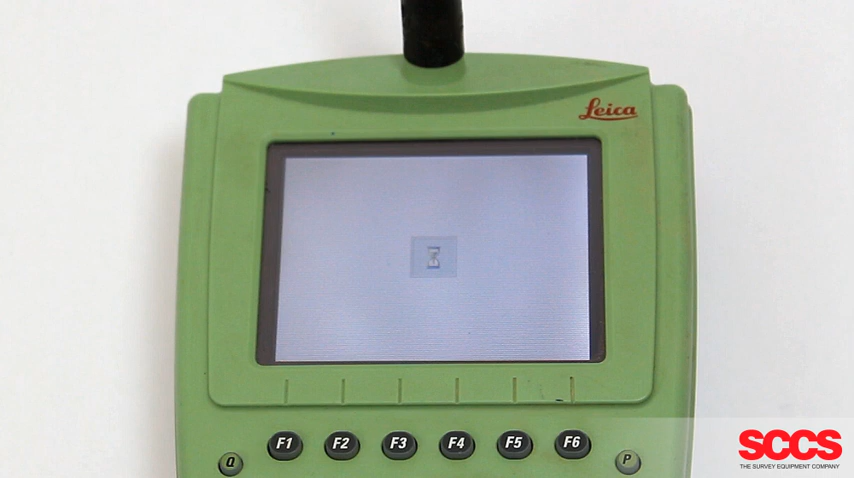 Leica
F1 F2 F3 F4 F5 F6
Q P
SCCS
THE SURVEY EQUIPMENT COMPANY